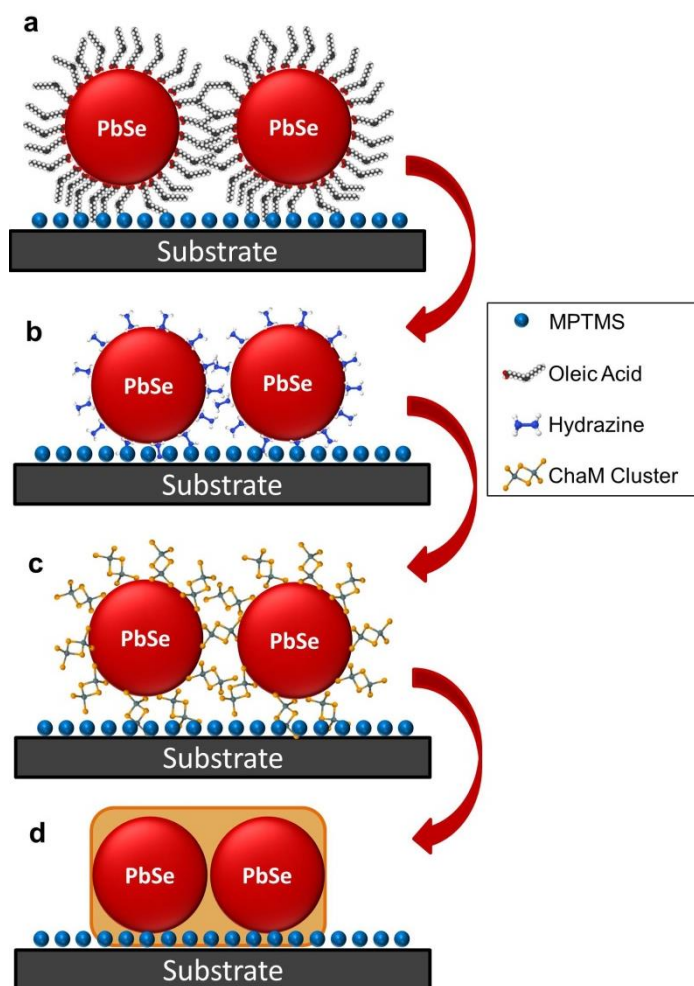 a
PbSe PbSe
Substrate
b
PbSe PbSe
Substrate
MPTMS
Oleic Acid
Hydrazine
ChaM Cluster
c
PbSe PbSe
Substrate
d
PbSe PbSe
Substrate